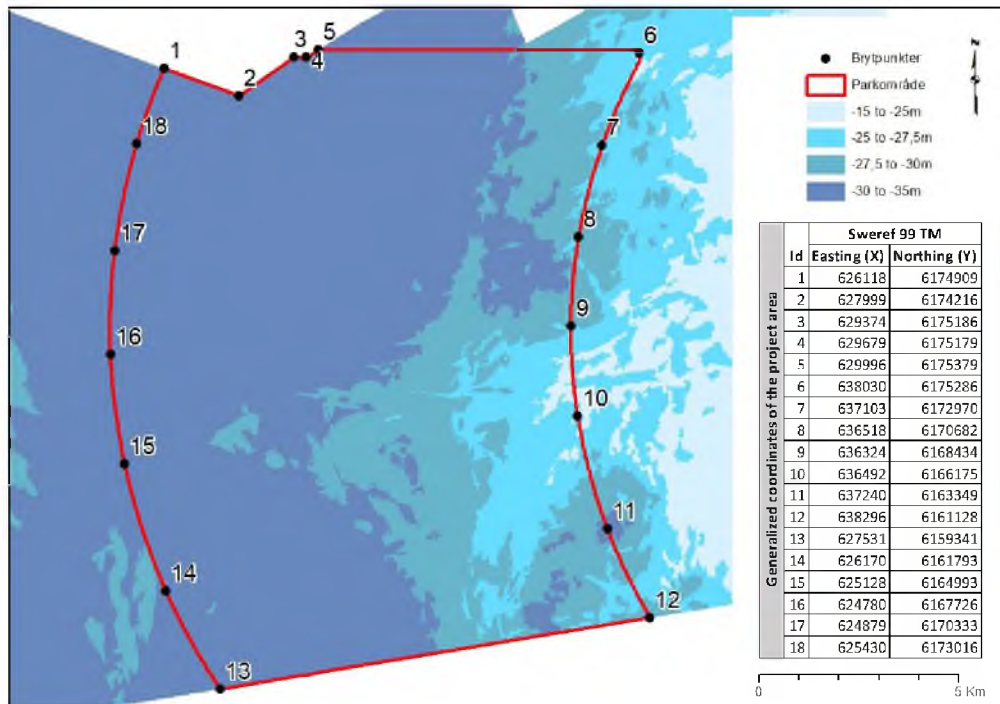 1
2
3
4
5
6
7
8
9
10
11
12
13
14
15
16
17
18
N
Brytpunkter
Parkområde
-15 to -25m
-25 to -27,5m
-27,5 to -30m
-30 to -35m
Generalized coordinates of the project area
Sweref 99 TM
Id Easting (X) Northing (Y)
1 626118 6174909
2 627999 6174216
3 629374 6175186
4 629679 6175179
5 629996 6175379
6 638030 6175286
7 637103 6172970
8 636518 6170682
9 636324 6168434
10 636492 6166175
11 637240 6163349
12 638296 6161128
13 627531 6159341
14 626170 6161793
15 625128 6164993
16 624780 6167726
17 624879 6170333
18 625430 6173016
0 5 Km